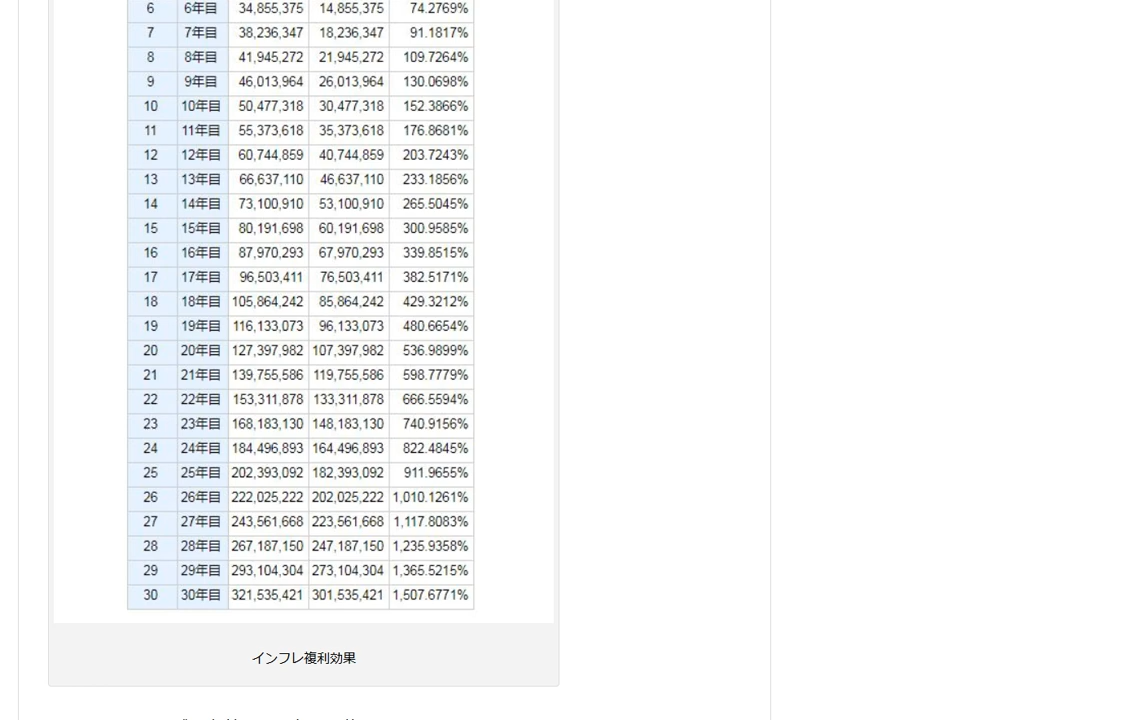 6 6年目 34,855,375 14,855,375 74.2769%
7 7年目 38,236,347 18,236,347 91.1817%
8 8年目 41,945,272 21,945,272 109.7264%
9 9年目 46,013,964 26,013,964 130.0698%
10 10年目 50,477,318 30,477,318 152.3866%
11 11年目 55,373,618 35,373,618 176.8681%
12 12年目 60,744,859 40,744,859 203.7243%
13 13年目 66,637,110 46,637,110 233.1856%
14 14年目 73,100,910 53,100,910 265.5045%
15 15年目 80,191,698 60,191,698 300.9585%
16 16年目 87,970,293 67,970,293 339.8515%
17 17年目 96,503,411 76,503,411 382.5171%
18 18年目 105,864,242 85,864,242 429.3212%
19 19年目 116,133,073 96,133,073 480.6654%
20 20年目 127,397,982 107,397,982 536.9899%
21 21年目 139,755,586 119,755,586 598.7779%
22 22年目 153,311,878 133,311,878 666.5594%
23 23年目 168,183,130 148,183,130 740.9156%
24 24年目 184,496,893 164,496,893 822.4845%
25 25年目 202,393,092 182,393,092 911.9655%
26 26年目 222,025,222 202,025,222 1,010.1261%
27 27年目 243,561,668 223,561,668 1,117.8083%
28 28年目 267,187,150 247,187,150 1,235.9358%
29 29年目 293,104,304 273,104,304 1,365.5215%
30 30年目 321,535,421 301,535,421 1,507.6771%
インフレ複利効果